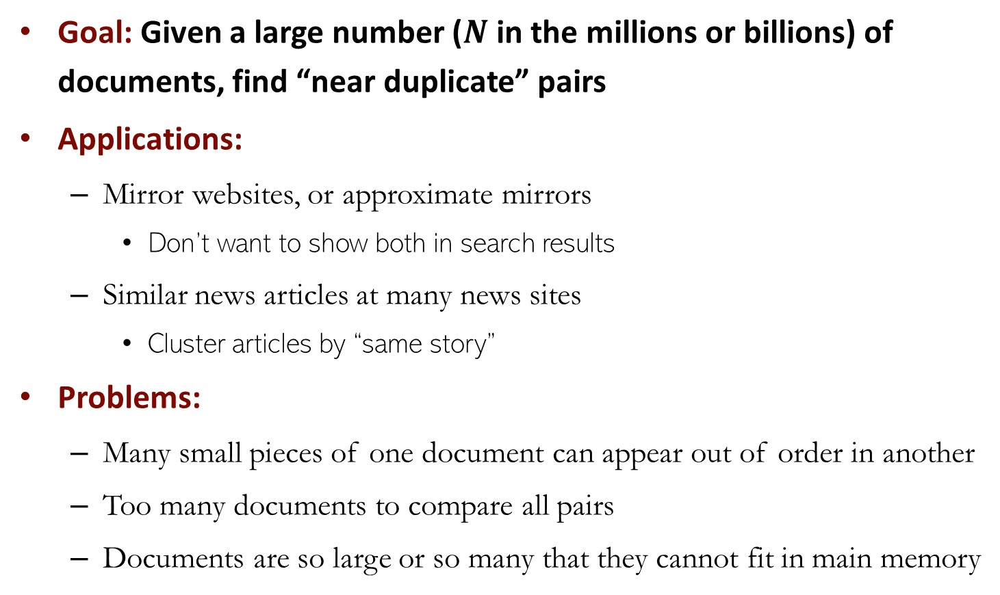 • Goal: Given a large number (N in the millions or billions) of
documents, find “near duplicate” pairs
• Applications:
– Mirror websites, or approximate mirrors
• Don’t want to show both in search results
– Similar news articles at many news sites
• Cluster articles by “same story”
• Problems:
– Many small pieces of one document can appear out of order in another
– Too many documents to compare all pairs
– Documents are so large or so many that they cannot fit in main memory